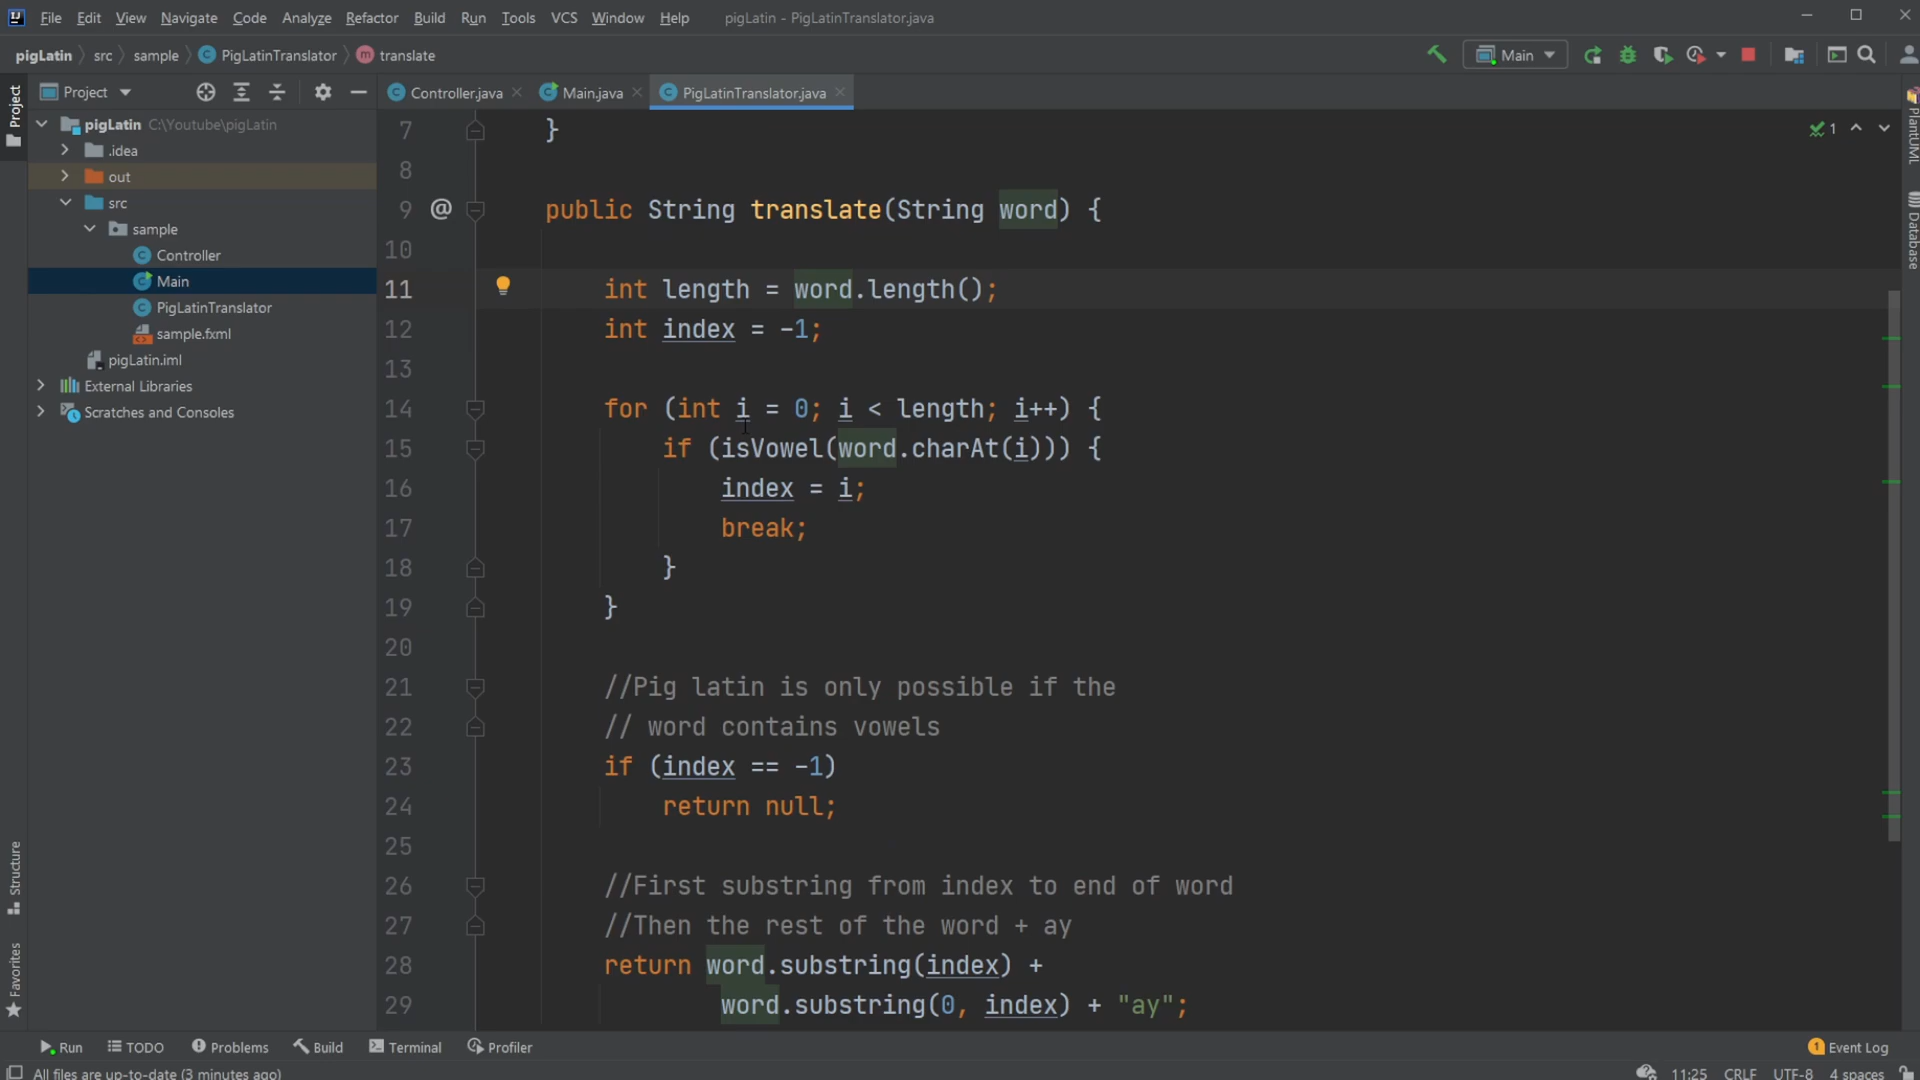 File Edit View Navigate Code Analyze Refactor Build Run Tools VCS Window Help pigLatin - PigLatinTranslator.java
pigLatin src sample PigLatinTranslator translate Main
Project Controller.java Main.java PigLatinTranslator.java
Project
pigLatin C:\Youtube\pigLatin
.idea
out
src
sample
Controller
Main
PigLatinTranslator
sample.fxml
pigLatin.iml
External Libraries
Scratches and Consoles
Structure
Favorites
1
7 }
8
9 @ public String translate(String word) {
10
11 int length = word.length();
12 int index = -1;
13
14 for (int i = 0; i < length; i++) {
15 if (isVowel(word.charAt(i))) {
16 index = i;
17 break;
18 }
19 }
20
21 //Pig latin is only possible if the
22 // word contains vowels
23 if (index == -1)
24 return null;
25
26 //First substring from index to end of word
27 //Then the rest of the word + ay
28 return word.substring(index) +
29 word.substring(0, index) + "ay";
PlantUML
Database
Run TODO Problems Build Terminal Profiler 1 Event Log
All files are up-to-date (3 minutes ago) 11:25 CRLF UTF-8 4 spaces